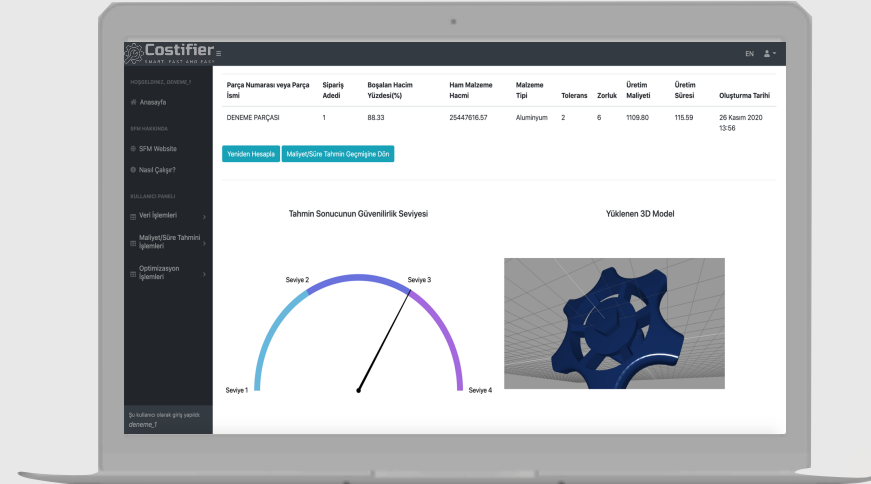 Costifier
SMART, FAST AND EASY
EN
HOŞGELDİNİZ, DENEME_1
Anasayfa
SFM HAKKINDA
SFM Website
Nasıl Çalışır?
KULLANICI PANELİ
Veri İşlemleri
Maliyet/Süre Tahmini
İşlemleri
Optimizasyon
İşlemleri
Şu kullanıcı olarak giriş yapıldı:
deneme_1
Parça Numarası veya Parça Sipariş Boşalan Hacim Ham Malzeme Malzeme Üretim Üretim
İsmi Adedi Yüzdesi(%) Hacmi Tipi Tolerans Zorluk Maliyeti Süresi Oluşturma Tarihi
DENEME PARÇASI 1 88.33 25447616.57 Aluminyum 2 6 1109.80 115.59 26 Kasım 2020
13:56
Yeniden Hesapla Maliyet/Süre Tahmin Geçmişine Dön
Tahmin Sonucunun Güvenilirlik Seviyesi
Seviye 2 Seviye 3
Seviye 1 Seviye 4
Yüklenen 3D Model